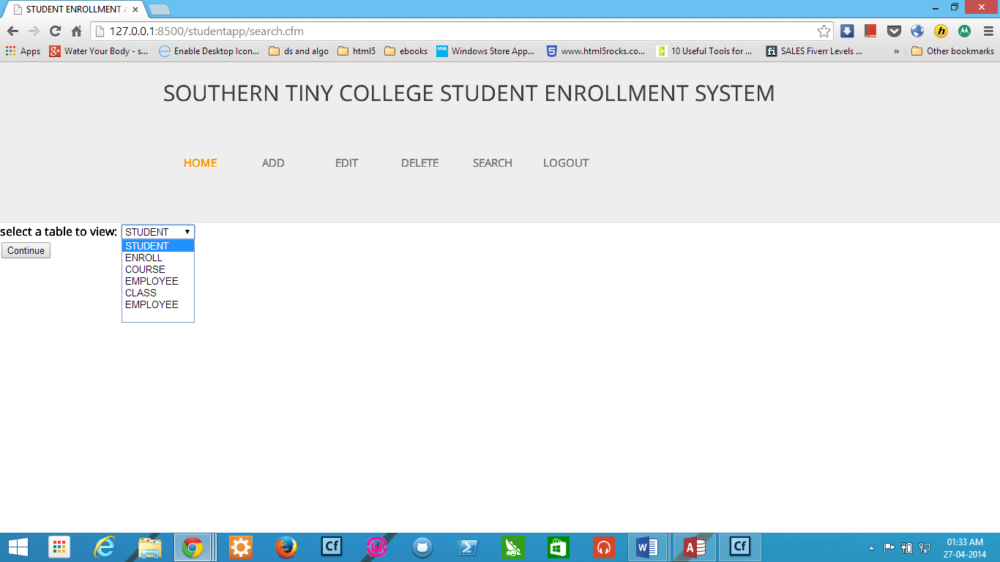 STUDENT ENROLLMENT A
127.0.0.1:8500/studentapp/search.cfm
Apps Water Your Body - s... Enable Desktop Icon... ds and algo html5 ebooks MVA Windows Store App... www.html5rocks.co... 10 Useful Tools for ... fi SALES Fiverr Levels ... » Other bookmarks
SOUTHERN TINY COLLEGE STUDENT ENROLLMENT SYSTEM
HOME ADD EDIT DELETE SEARCH LOGOUT
select a table to view: STUDENT
Continue
STUDENT
ENROLL
COURSE
EMPLOYEE
CLASS
EMPLOYEE
01:33 AM
27-04-2014